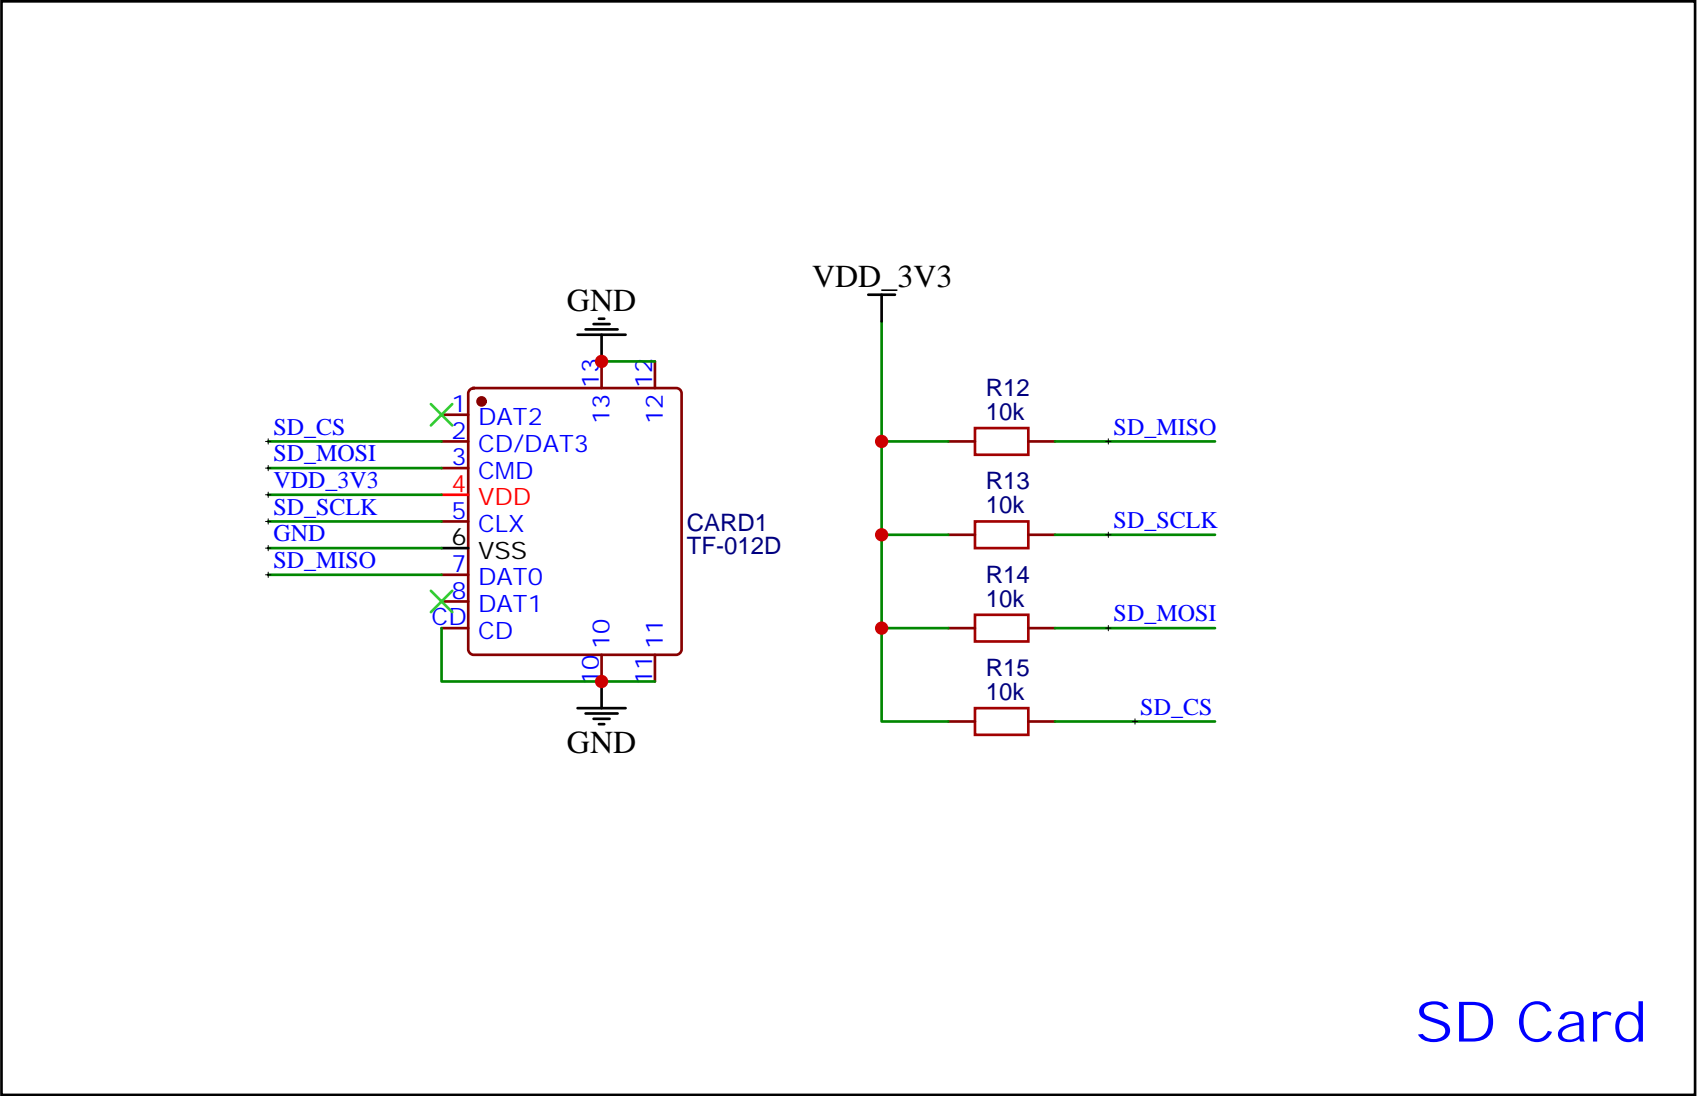 GND
13
12
13
12
1
DAT2
SD_CS
2
CD/DAT3
SD_MOSI
3
CMD
VDD_3V3
4
VDD
SD_SCLK
5
CLX
GND
6
VSS
SD_MISO
7
DAT0
8
DAT1
CD
CD
10
11
10
11
GND
CARD1
TF-012D
VDD_3V3
R12
10k
SD_MISO
R13
10k
SD_SCLK
R14
10k
SD_MOSI
R15
10k
SD_CS
SD Card